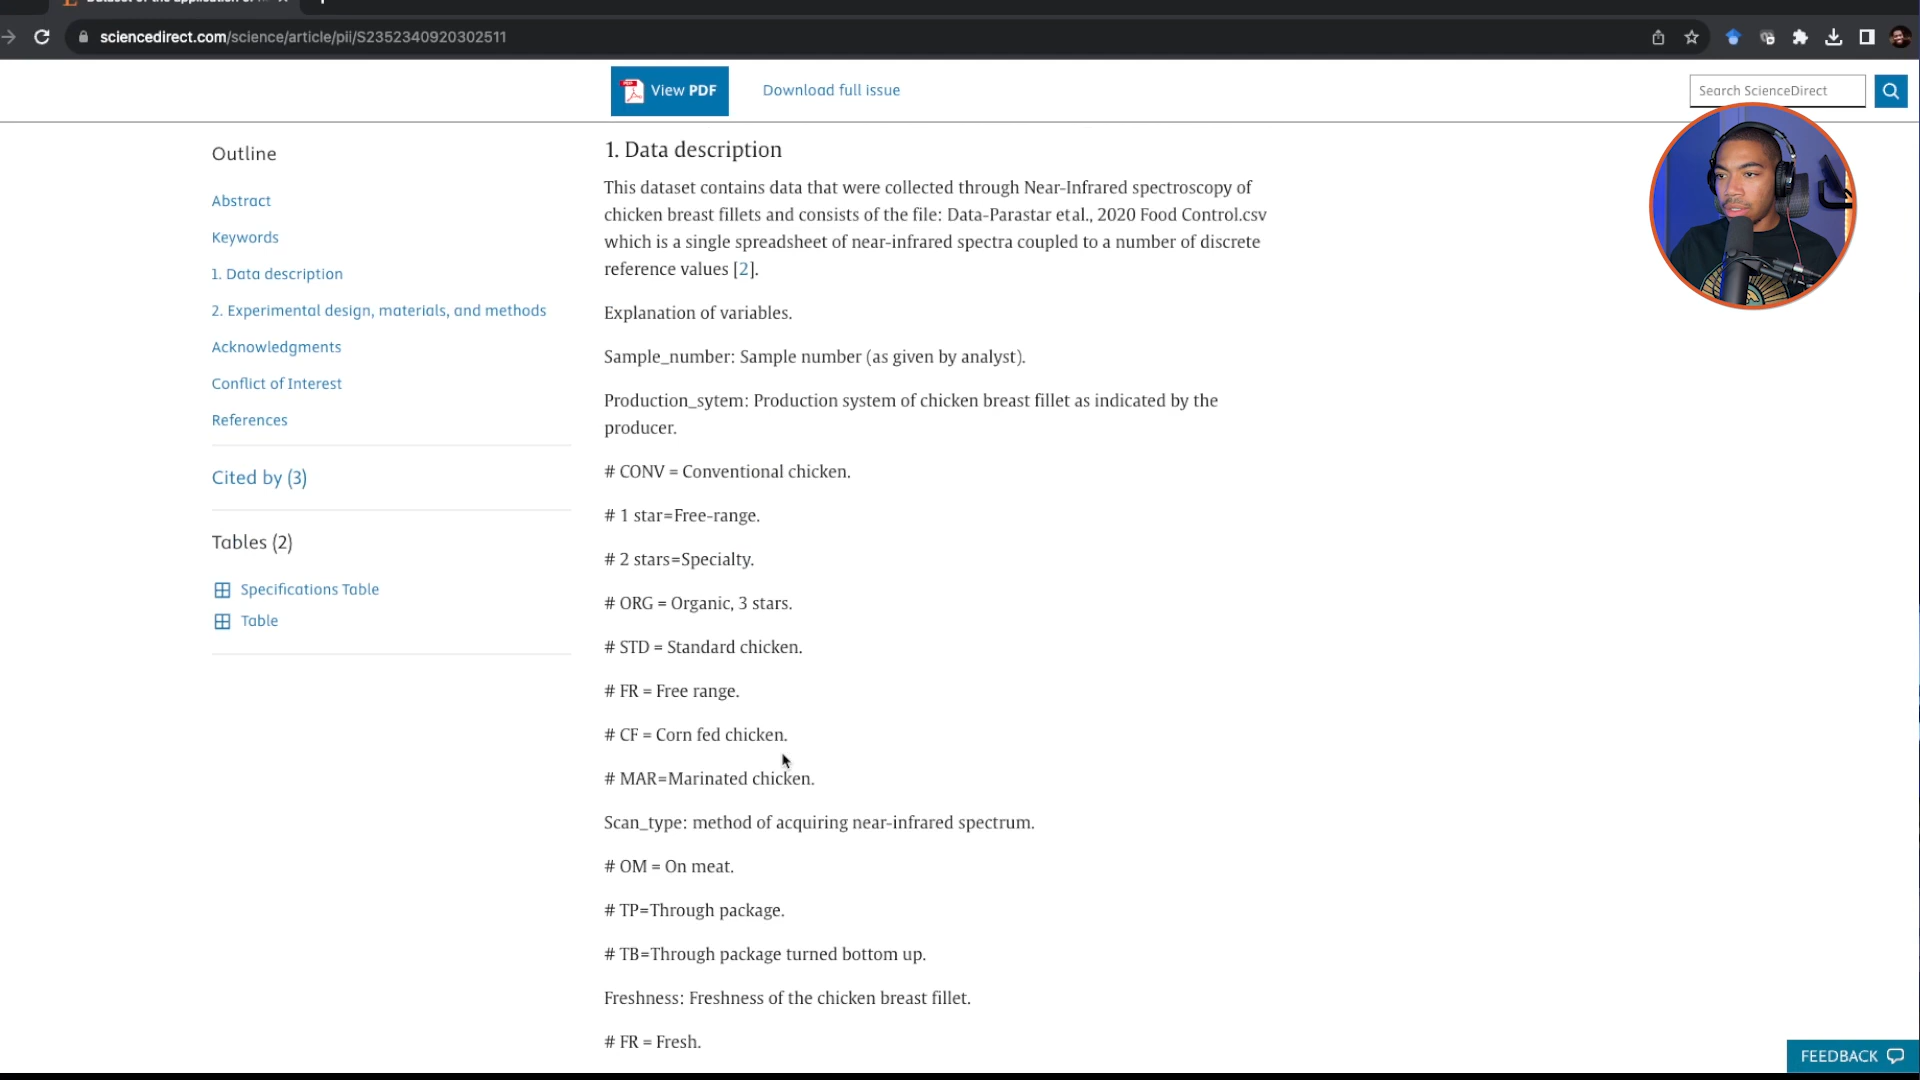 sciencedirect.com/science/article/pii/S2352340920302511
View PDF
Download full issue
Search ScienceDirect
Outline
Abstract
Keywords
1. Data description
2. Experimental design, materials, and methods
Acknowledgments
Conflict of Interest
References
Cited by (3)
Tables (2)
Specifications Table
Table
1. Data description
This dataset contains data that were collected through Near-Infrared spectroscopy of
chicken breast fillets and consists of the file: Data-Parastar etal., 2020 Food Control.csv
which is a single spreadsheet of near-infrared spectra coupled to a number of discrete
reference values [2].
Explanation of variables.
Sample_number: Sample number (as given by analyst).
Production_sytem: Production system of chicken breast fillet as indicated by the
producer.
# CONV = Conventional chicken.
# 1 star=Free-range.
# 2 stars=Specialty.
# ORG = Organic, 3 stars.
# STD = Standard chicken.
# FR = Free range.
# CF = Corn fed chicken.
# MAR=Marinated chicken.
Scan_type: method of acquiring near-infrared spectrum.
# OM = On meat.
# TP=Through package.
# TB=Through package turned bottom up.
Freshness: Freshness of the chicken breast fillet.
# FR = Fresh.
FEEDBACK